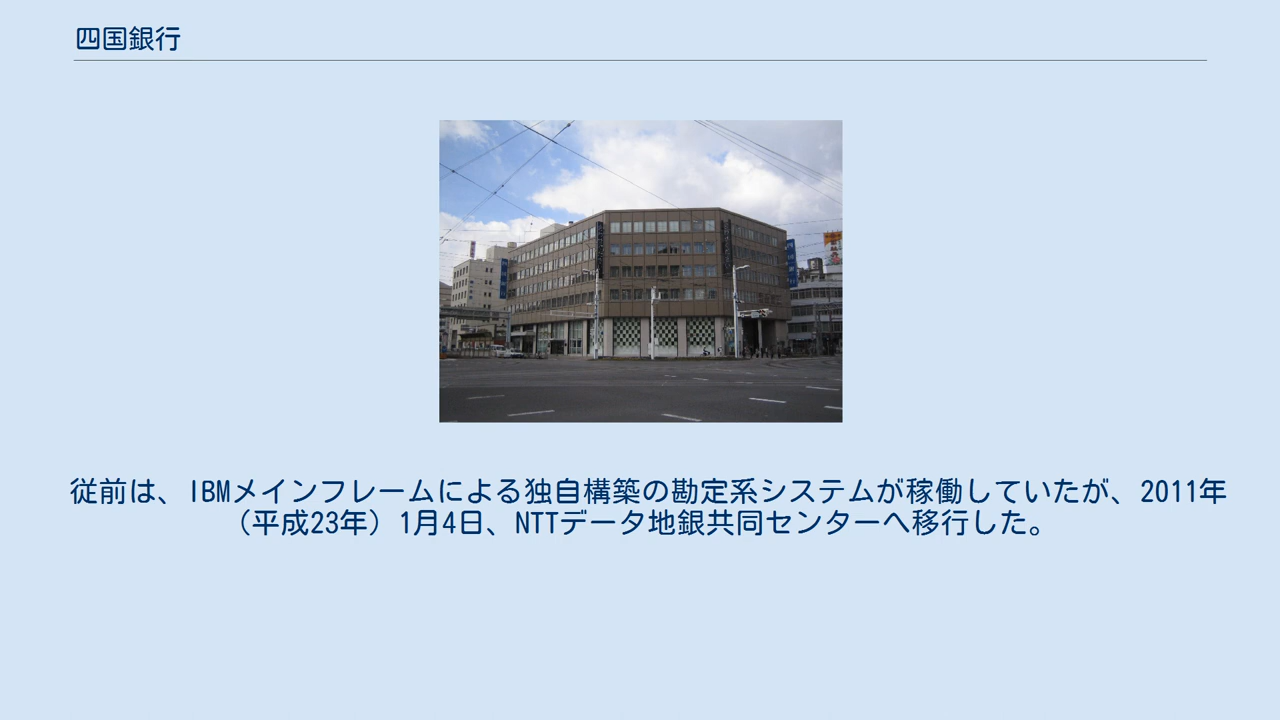 四国銀行
従前は、IBMメインフレームによる独自構築の勘定系システムが稼働していたが、2011年
（平成23年）1月4日、NTTデータ地銀共同センターへ移行した。